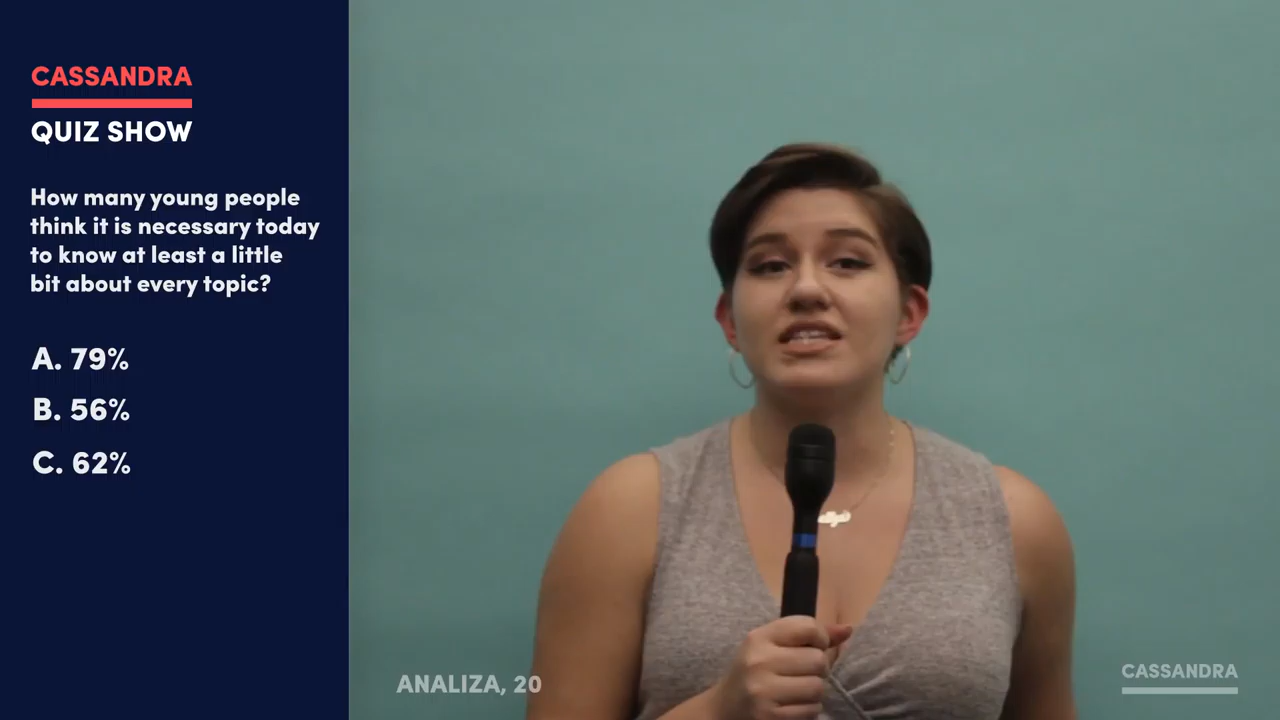 CASSANDRA
QUIZ SHOW
How many young people
think it is necessary today
to know at least a little
bit about every topic?
A. 79%
B. 56%
C. 62%
ANALIZA, 20
CASSANDRA